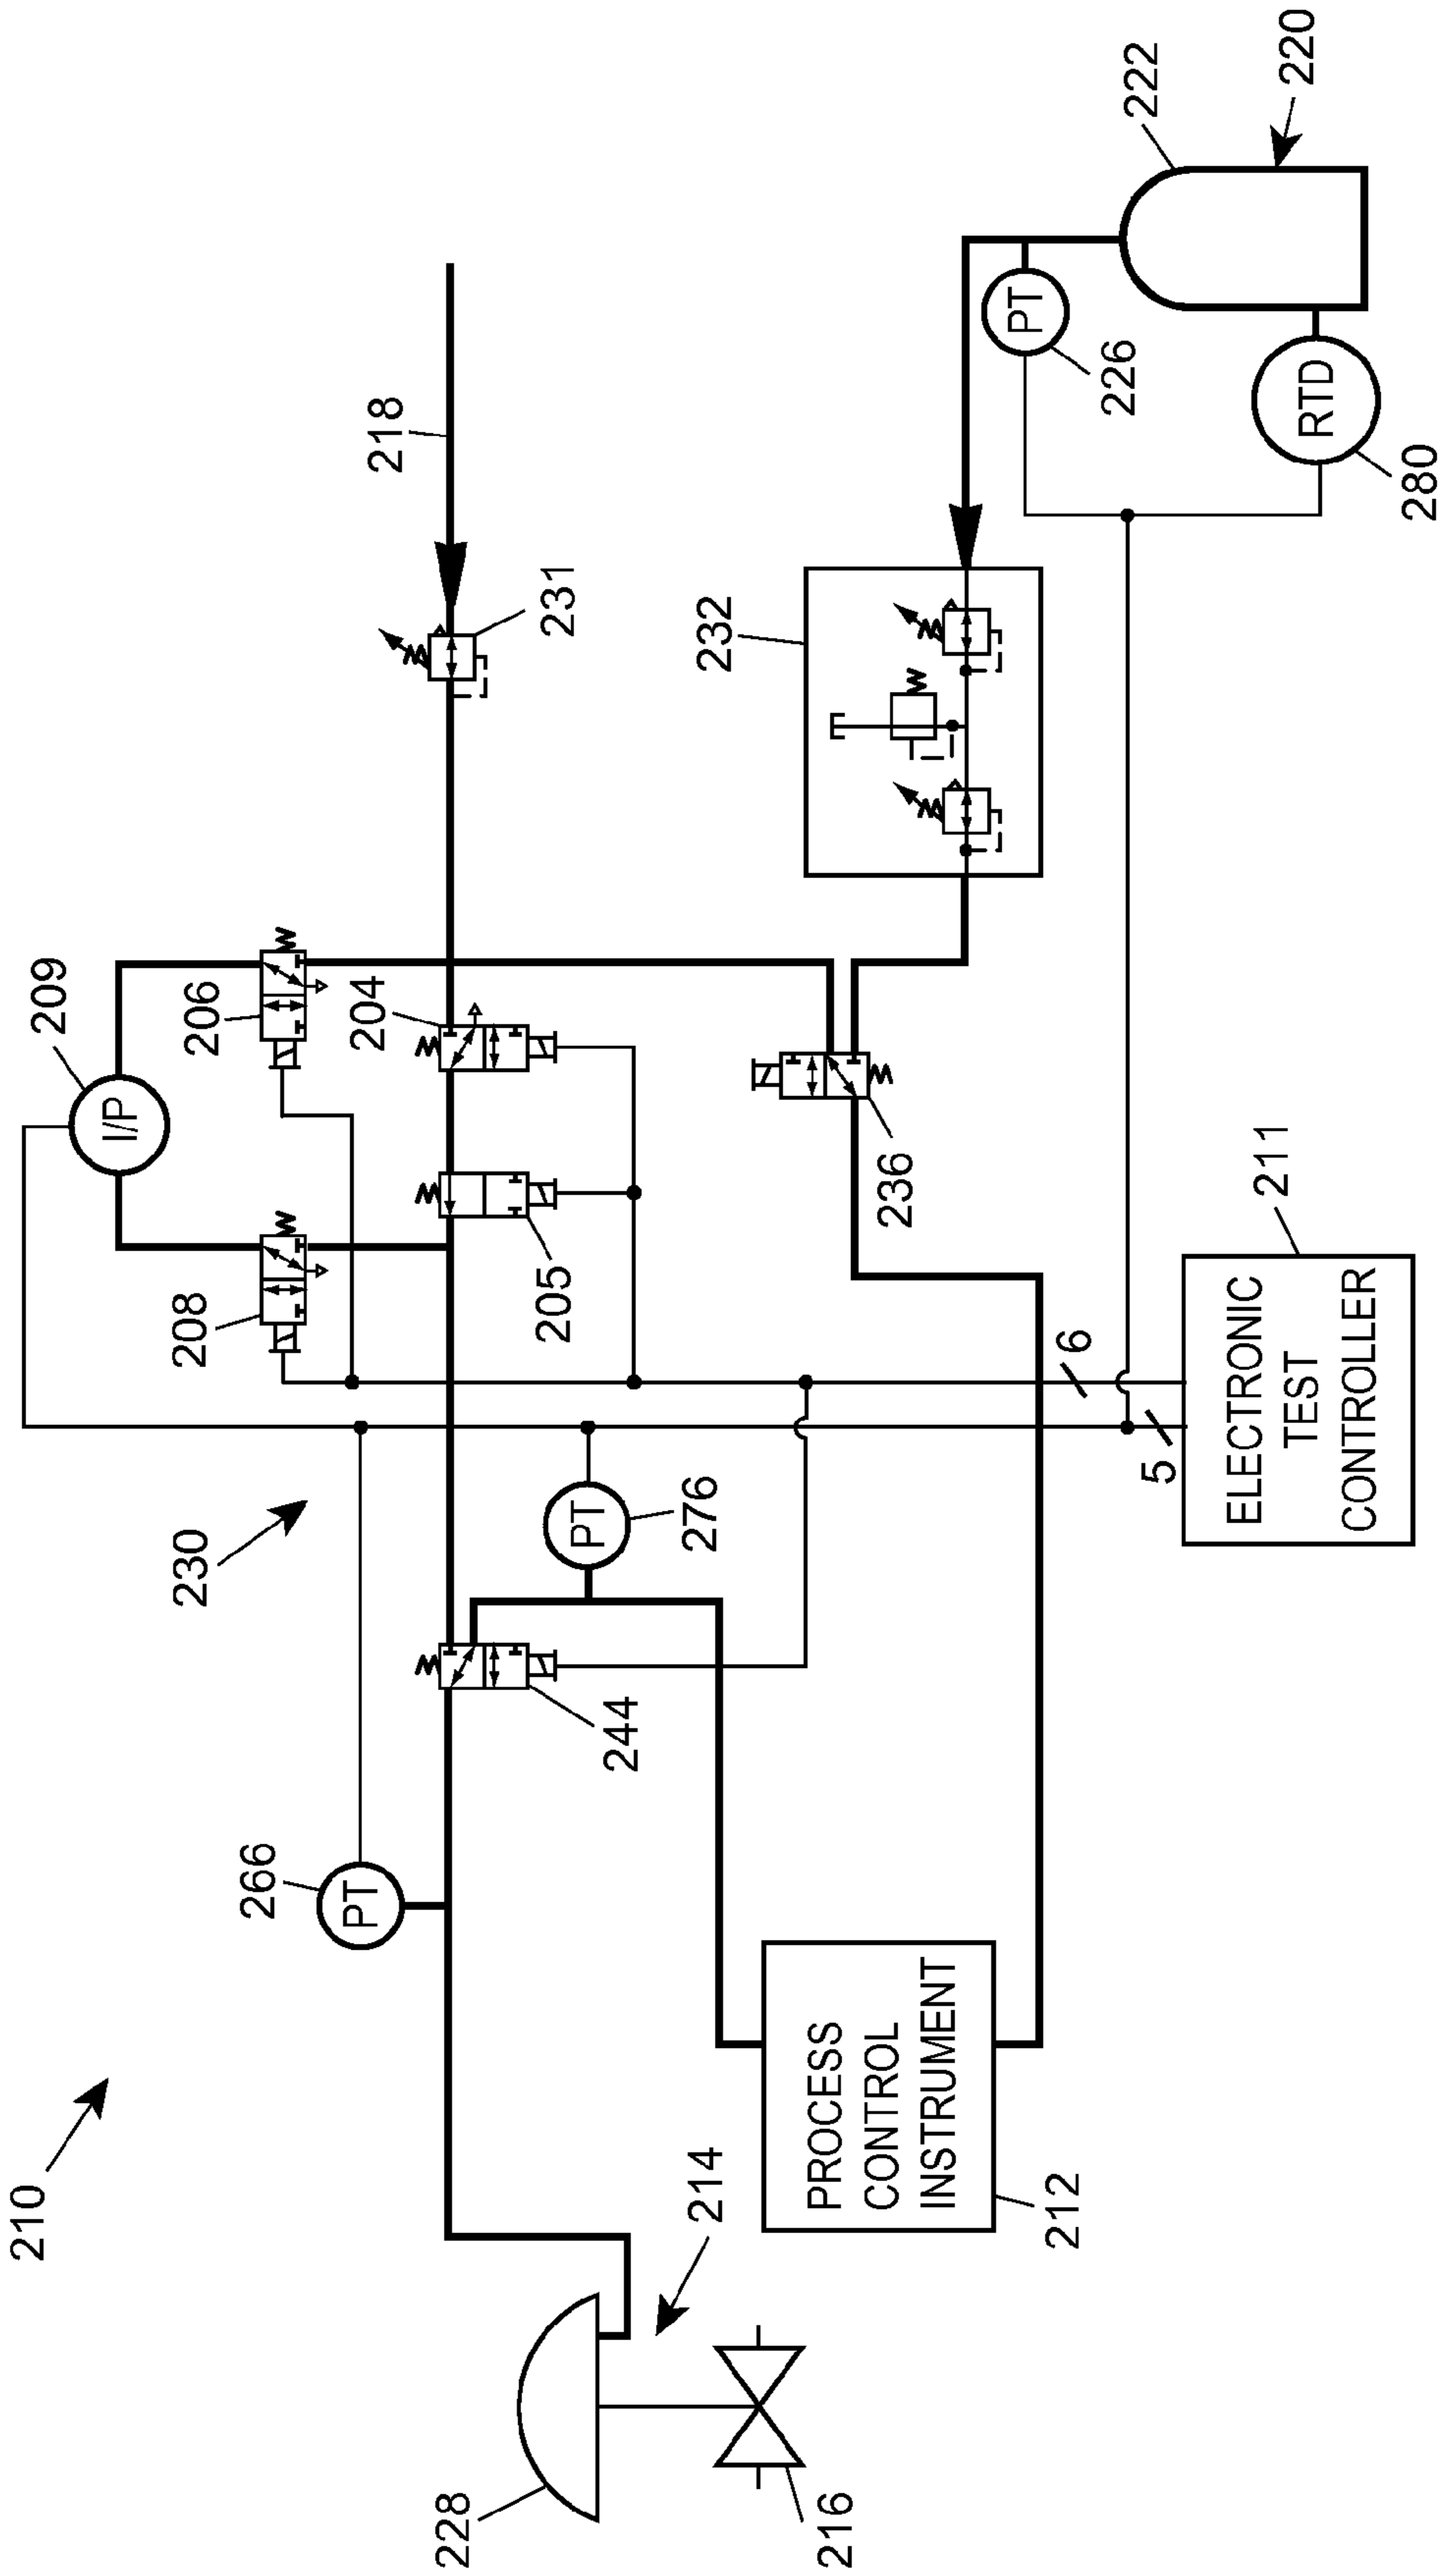 210
230
228
216
214
266
244
276
PT
PT
PROCESS
CONTROL
INSTRUMENT
212
208
205
209
I/P
206
204
231
218
236
232
5
6
ELECTRONIC
TEST
CONTROLLER
211
PT
226
RTD
280
222
220